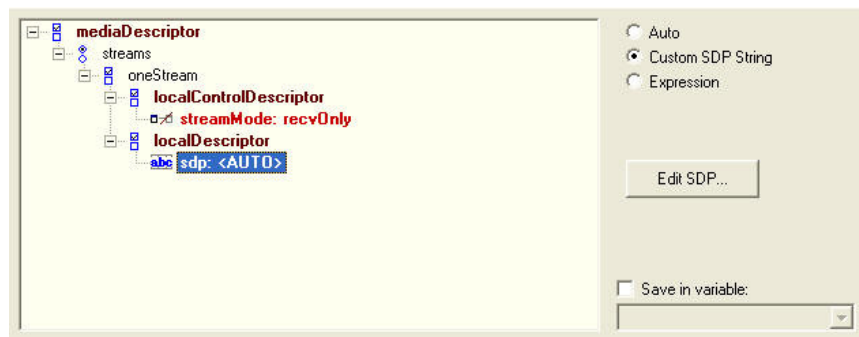 mediaDescriptor
streams
oneStream
localControlDescriptor
streamMode: recvOnly
localDescriptor
abc sdp: <AUTO>
Auto
Custom SDP String
Expression
Edit SDP...
Save in variable: